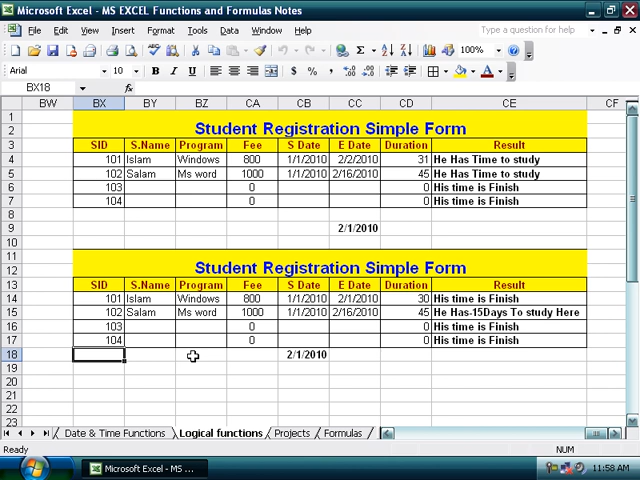 Microsoft Excel - MS EXCEL Functions and Formulas Notes
File Edit View Insert Format Tools Data Window Help Type a question for help
Σ 100%
Arial 10 B I U $ % ,
BX18 fx
BW BX BY BZ CA CB CC CD CE CF
1
2 Student Registration Simple Form
3 SID S.Name Program Fee S Date E Date Duration Result
4 101 Islam Windows 800 1/1/2010 2/2/2010 31 He Has Time to study
5 102 Salam Ms word 1000 1/1/2010 2/16/2010 45 He Has Time to study
6 103 0 0 His time is Finish
7 104 0 0 His time is Finish
8
9 2/1/2010
10
11
12 Student Registration Simple Form
13 SID S.Name Program Fee S Date E Date Duration Result
14 101 Islam Windows 800 1/1/2010 2/1/2010 30 His time is Finish
15 102 Salam Ms word 1000 1/1/2010 2/16/2010 45 He Has-15Days To study Here
16 103 0 0 His time is Finish
17 104 0 0 His time is Finish
18 2/1/2010
19
20
21
22
23
Date & Time Functions Logical functions Projects Formulas
Ready NUM
start Microsoft Excel - MS ... 11:58 AM